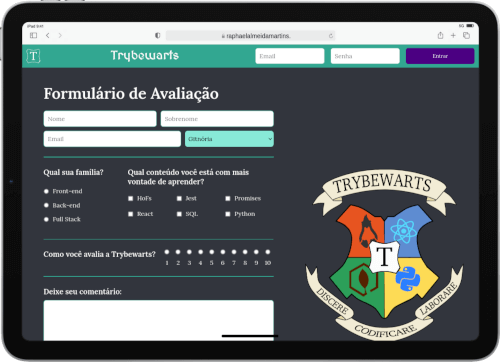 iPad 9:41
raphaelalmeidamartins.
T Trybewarts Email Senha Entrar
Formulário de Avaliação
Nome Sobrenome
Email Gitnória
Qual sua família?
Front-end
Back-end
Full Stack
Qual conteúdo você está com mais
vontade de aprender?
HoFs Jest Promises
React SQL Python
Como você avalia a Trybewarts?
1 2 3 4 5 6 7 8 9 10
Deixe seu comentário:
TRYBEWARTS
T
DISCERE
CODIFICARE
LABORARE